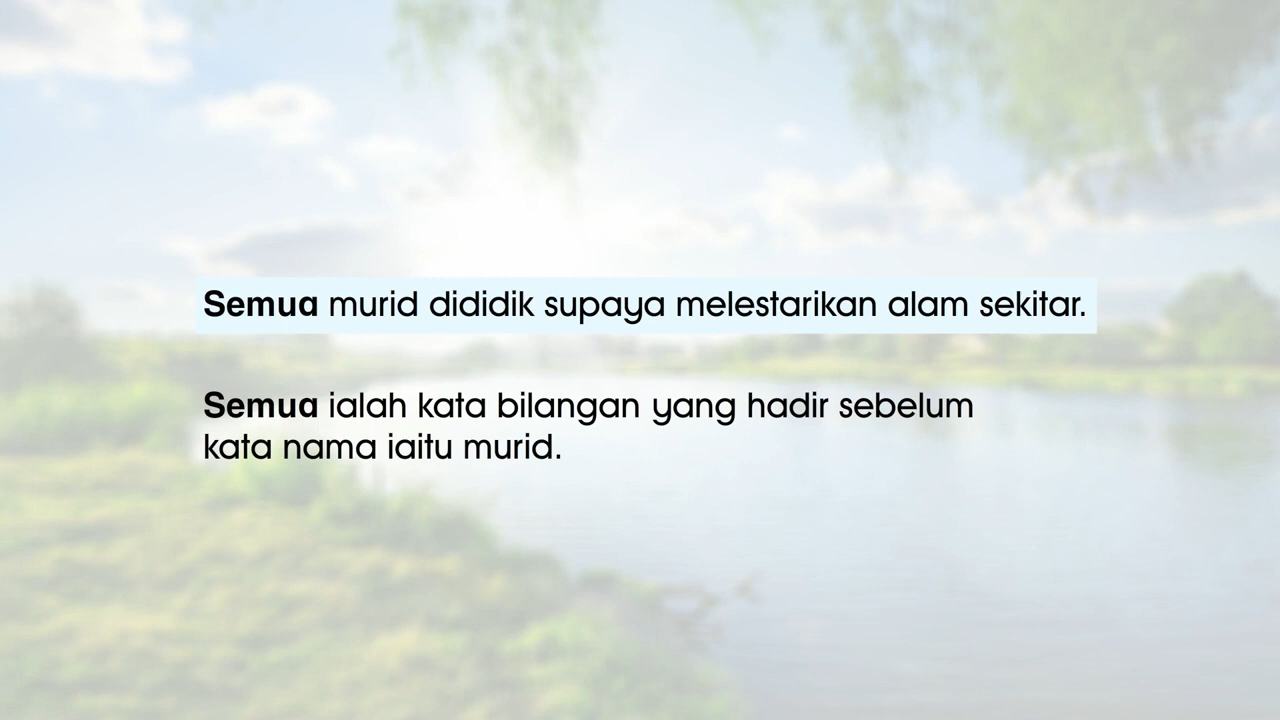 Semua murid dididik supaya melestarikan alam sekitar.
Semua ialah kata bilangan yang hadir sebelum
kata nama iaitu murid.